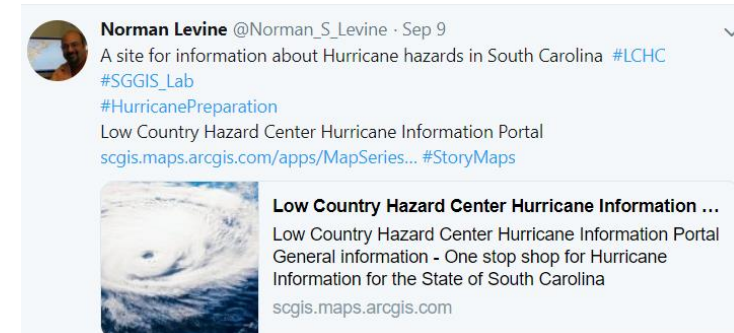 Norman Levine @Norman_S_Levine · Sep 9
A site for information about Hurricane hazards in South Carolina #LCHC
#SGGIS_Lab
#HurricanePreparation
Low Country Hazard Center Hurricane Information Portal
scgis.maps.arcgis.com/apps/MapSeries... #StoryMaps
Low Country Hazard Center Hurricane Information ...
Low Country Hazard Center Hurricane Information Portal
General information - One stop shop for Hurricane
Information for the State of South Carolina
scgis.maps.arcgis.com